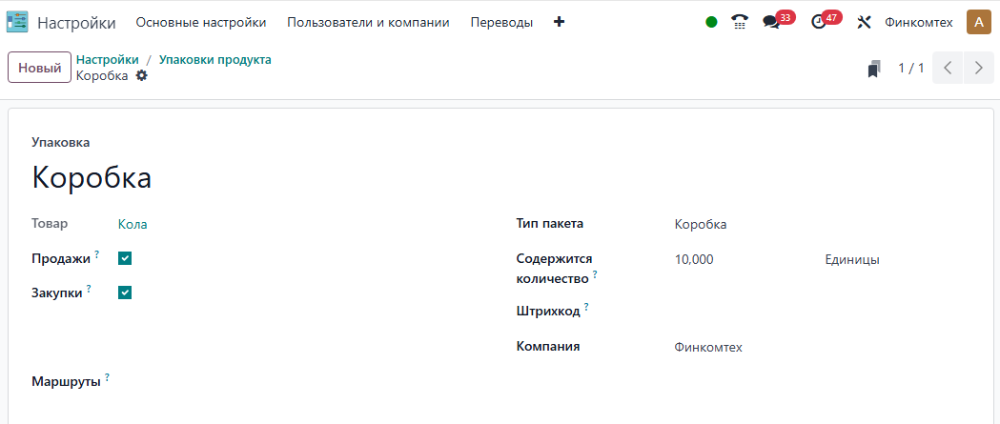 Настройки Основные настройки Пользователи и компании Переводы + 33 47 Финкомтех A
Новый Настройки / Упаковки продукта
Коробка 1 / 1
Упаковка
Коробка
Товар Кола Тип пакета Коробка
Продажи ? Содержится 10,000 Единицы
количество ?
Закупки ?
Штрихкод ?
Компания Финкомтех
Маршруты ?